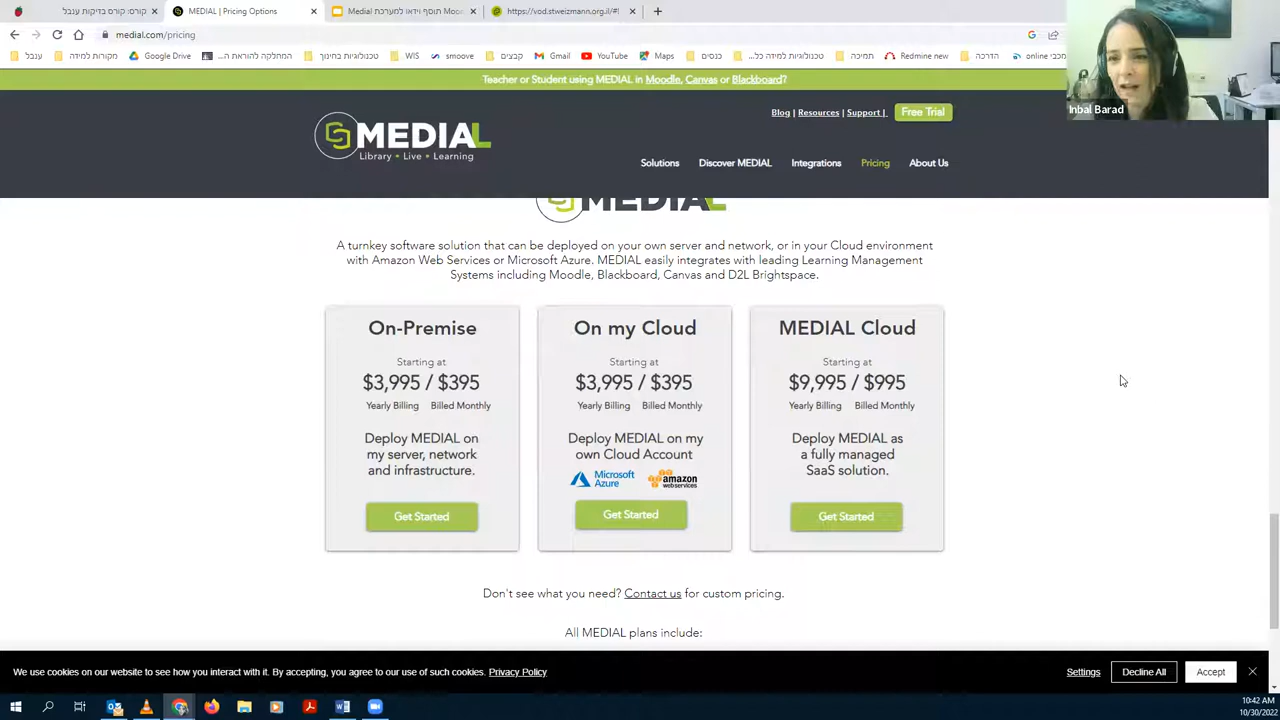 קורס: קורס בדיקות ענבל
MEDIAL | Pricing Options
Medial תוסף וידאו למערכת Moo
https://vod.stweizmann.org.il/#!
medial.com/pricing
ענבל
מקורות למידה
Google Drive
המחלקה להוראת ה...
טכנולוגיות בחינוך
WIS
smoove
קבצים
Gmail
YouTube
Maps
כנסים
טכנולוגיות למידה כל...
תמיכה
Redmine new
הדרכה
מכבי online
Teacher or Student using MEDIAL in Moodle, Canvas or Blackboard?
Inbal Barad
Blog | Resources | Support |
Free Trial
MEDIAL
Library • Live • Learning
Solutions
Discover MEDIAL
Integrations
Pricing
About Us
MEDIAL
A turnkey software solution that can be deployed on your own server and network, or in your Cloud environment
with Amazon Web Services or Microsoft Azure. MEDIAL easily integrates with leading Learning Management
Systems including Moodle, Blackboard, Canvas and D2L Brightspace.
On-Premise
Starting at
$3,995 / $395
Yearly Billing Billed Monthly
Deploy MEDIAL on
my server, network
and infrastructure.
Get Started
On my Cloud
Starting at
$3,995 / $395
Yearly Billing Billed Monthly
Deploy MEDIAL on my
own Cloud Account
Microsoft
Azure
amazon
webservices
Get Started
MEDIAL Cloud
Starting at
$9,995 / $995
Yearly Billing Billed Monthly
Deploy MEDIAL as
a fully managed
SaaS solution.
Get Started
Don't see what you need? Contact us for custom pricing.
All MEDIAL plans include:
We use cookies on our website to see how you interact with it. By accepting, you agree to our use of such cookies. Privacy Policy
Settings
Decline All
Accept
10:42 AM
10/30/2022